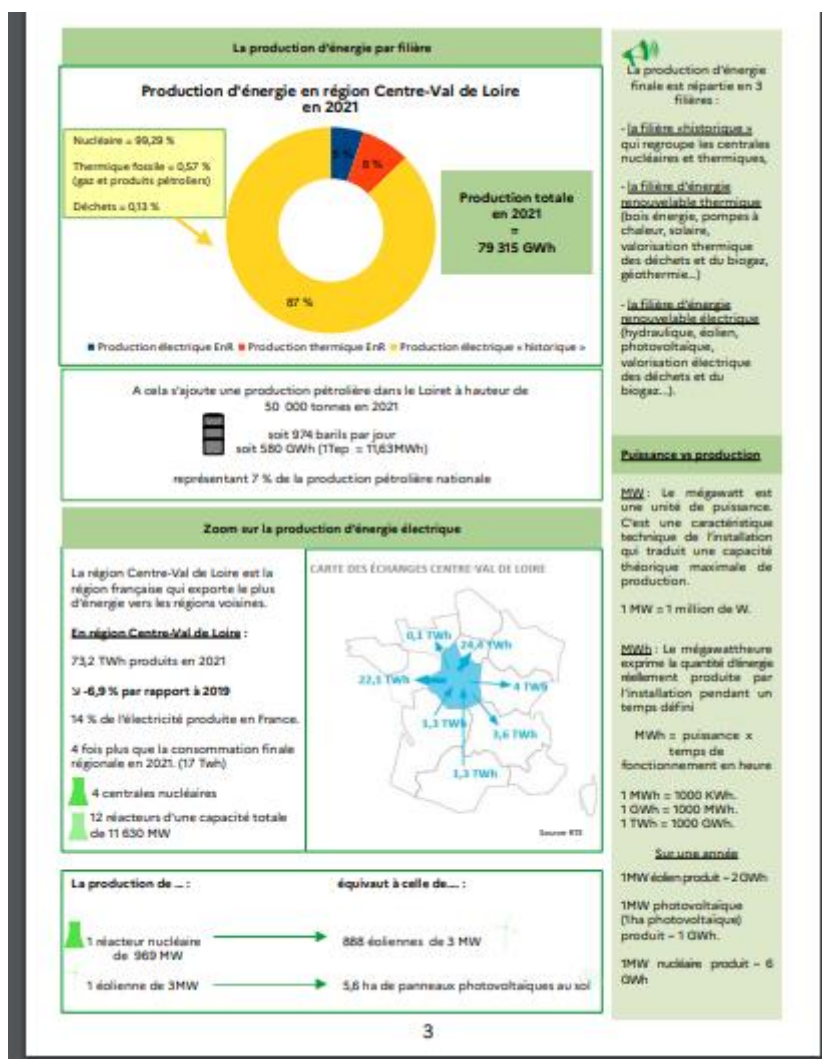 La production d'énergie par filière
Production d'énergie en région Centre-Val de Loire
en 2021
Nucléaire = 99,29 %
Thermique fossile = 0,57 %
(gaz et produits pétroliers)
Déchets = 0,13 %
5 %
8 %
87 %
Production totale
en 2021
=
79 315 GWh
Production électrique EnR
Production thermique EnR
Production électrique « historique »
A cela s'ajoute une production pétrolière dans le Loiret à hauteur de
50 000 tonnes en 2021
soit 974 barils par jour
soit 580 GWh (1Tep = 11,63MWh)
représentant 7 % de la production pétrolière nationale
Zoom sur la production d'énergie électrique
La région Centre-Val de Loire est la
région française qui exporte le plus
d'énergie vers les régions voisines.
En région Centre-Val de Loire :
73,2 TWh produits en 2021
↘ -6,9 % par rapport à 2019
14 % de l'électricité produite en France.
4 fois plus que la consommation finale
régionale en 2021. (17 Twh)
4 centrales nucléaires
12 réacteurs d'une capacité totale
de 11 630 MW
CARTE DES ÉCHANGES CENTRE-VAL DE LOIRE
0,1 TWh
24,4 TWh
22,1 TWh
4 TWh
3,3 TWh
3,6 TWh
1,3 TWh
Source RTE
La production de ... :
équivaut à celle de.... :
1 réacteur nucléaire
de 969 MW
888 éoliennes de 3 MW
1 éolienne de 3MW
5,6 ha de panneaux photovoltaïques au sol
La production d'énergie
finale est répartie en 3
filières :
- la filière «historique »
qui regroupe les centrales
nucléaires et thermiques,
- la filière d'énergie
renouvelable thermique
(bois énergie, pompes à
chaleur, solaire,
valorisation thermique
des déchets et du biogaz,
géothermie...)
- la filière d'énergie
renouvelable électrique
(hydraulique, éolien,
photovoltaïque,
valorisation électrique
des déchets et du
biogaz...).
Puissance vs production
MW : Le mégawatt est
une unité de puissance.
C'est une caractéristique
technique de l'installation
qui traduit une capacité
théorique maximale de
production.
1 MW = 1 million de W.
MWh : Le mégawattheure
exprime la quantité d'énergie
réellement produite par
l'installation pendant un
temps défini
MWh = puissance x
temps de
fonctionnement en heure
1 MWh = 1000 KWh.
1 GWh = 1000 MWh.
1 TWh = 1000 GWh.
Sur une année
1MW éolien produit ~ 2 GWh
1MW photovoltaïque
(1ha photovoltaïque)
produit ~ 1 GWh.
1MW nucléaire produit ~ 6
GWh
3